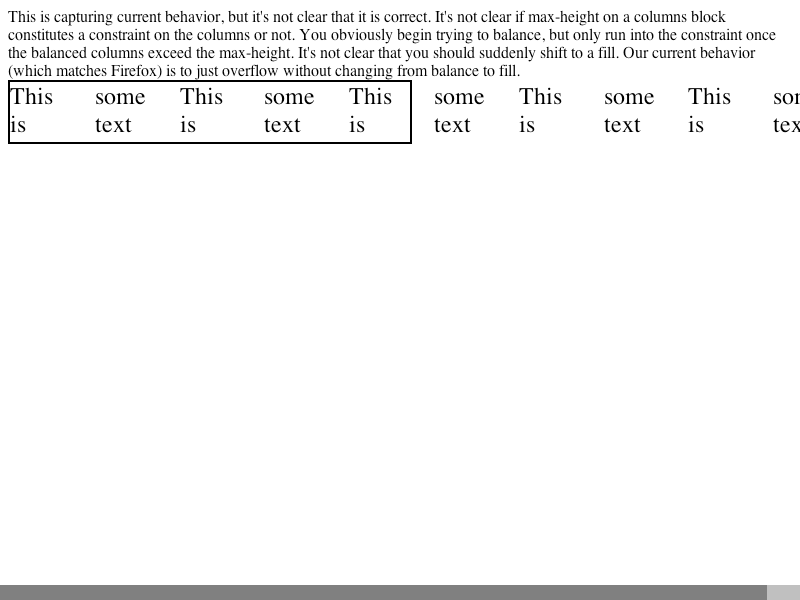 This is capturing current behavior, but it's not clear that it is correct. It's not clear if max-height on a columns block
constitutes a constraint on the columns or not. You obviously begin trying to balance, but only run into the constraint once
the balanced columns exceed the max-height. It's not clear that you should suddenly shift to a fill. Our current behavior
(which matches Firefox) is to just overflow without changing from balance to fill.
This some This some This some This some This
is text is text is text is text is